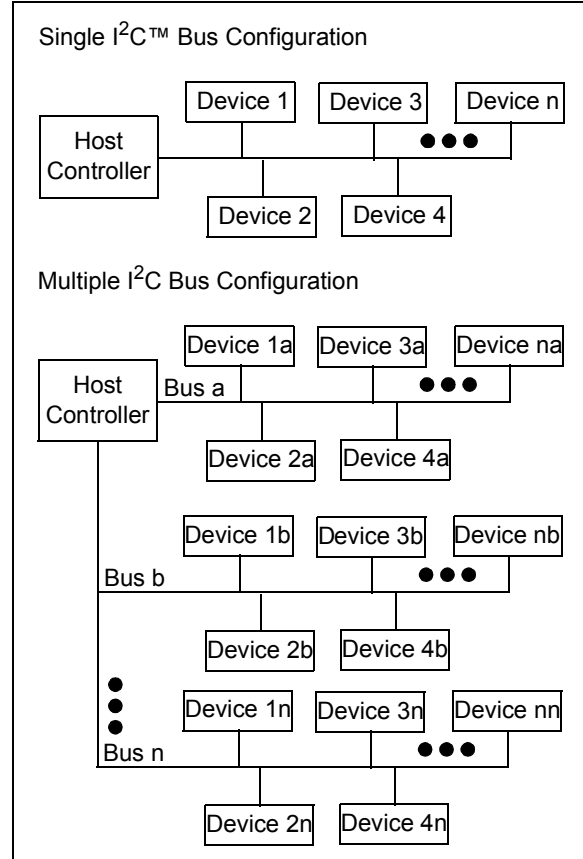 Single I²C™ Bus Configuration
Device 1
Device 3
Device n
Host
Controller
Device 2
Device 4
Multiple I²C Bus Configuration
Device 1a
Device 3a
Device na
Host
Controller
Bus a
Device 2a
Device 4a
Device 1b
Device 3b
Device nb
Bus b
Device 2b
Device 4b
Device 1n
Device 3n
Device nn
Bus n
Device 2n
Device 4n